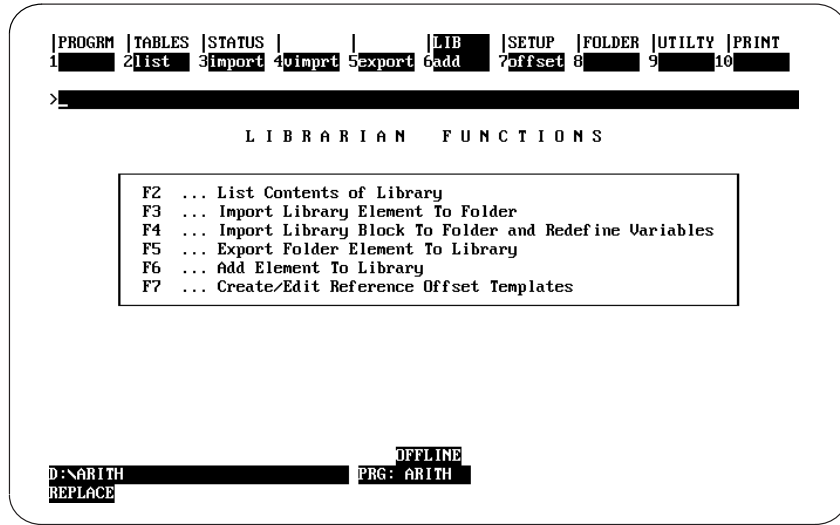 |PROGRM |TABLES |STATUS | | |LIB |SETUP |FOLDER |UTILTY |PRINT
1 2list 3import 4vimprt 5export 6add 7offset 8 9 10
>_
L I B R A R I A N F U N C T I O N S
F2 ... List Contents of Library
F3 ... Import Library Element To Folder
F4 ... Import Library Block To Folder and Redefine Variables
F5 ... Export Folder Element To Library
F6 ... Add Element To Library
F7 ... Create/Edit Reference Offset Templates
OFFLINE
D:\ARITH PRG: ARITH
REPLACE